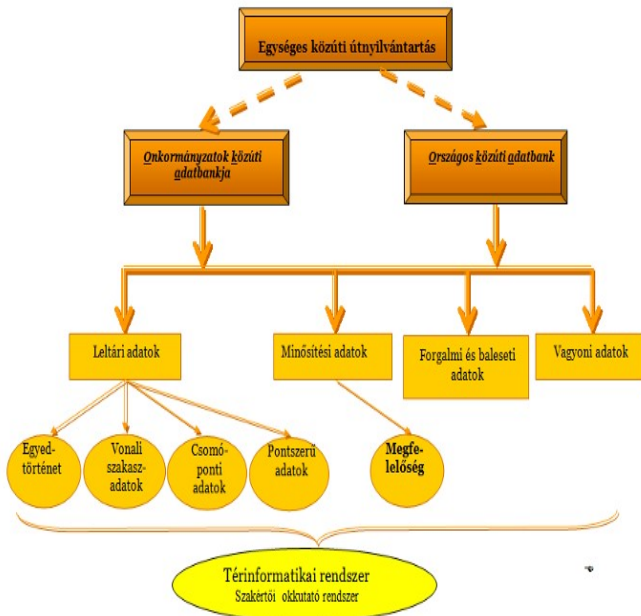 Egységes közúti útnyilvántartás
Onkormányzatok közúti
adatbankja
Országos közúti adatbank
Leltári adatok
Minősítési adatok
Forgalmi és baleseti
adatok
Vagyoni adatok
Egyed-
történet
Vonali
szakasz-
adatok
Csomó-
ponti
adatok
Pontszerű
adatok
Megfe-
lelőség
Térinformatikai rendszer
Szakértői okkutató rendszer